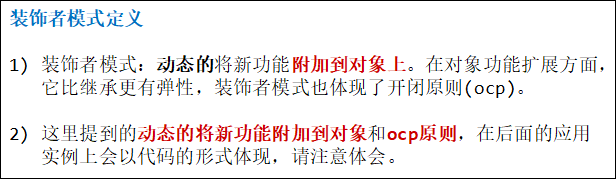 装饰者模式定义
1) 装饰者模式：动态的将新功能附加到对象上。在对象功能扩展方面，
它比继承更有弹性，装饰者模式也体现了开闭原则(ocp)。
2) 这里提到的动态的将新功能附加到对象和ocp原则，在后面的应用
实例上会以代码的形式体现，请注意体会。